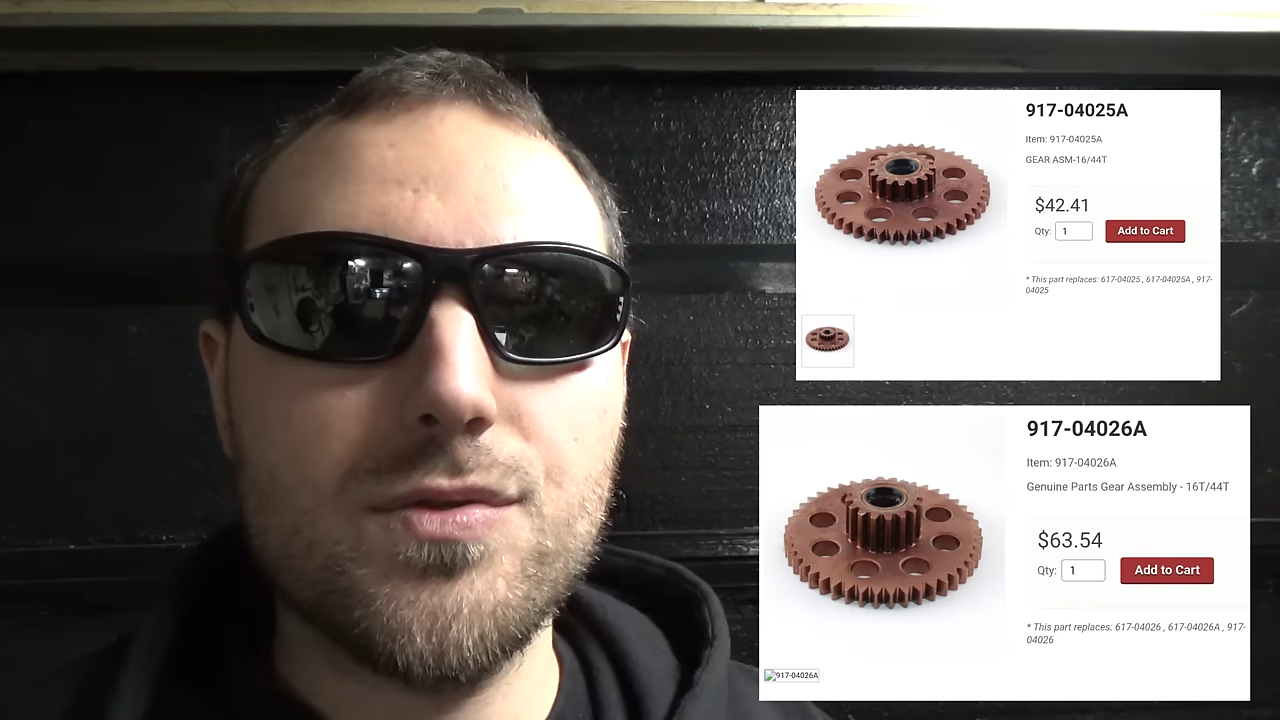 917-04025A
Item: 917-04025A
GEAR ASM-16/44T
$42.41
Qty: 1 Add to Cart
* This part replaces: 617-04025 , 617-04025A , 917-
04025
917-04026A
Item: 917-04026A
Genuine Parts Gear Assembly - 16T/44T
$63.54
Qty: 1 Add to Cart
* This part replaces: 617-04026 , 617-04026A , 917-
04026
917-04026A